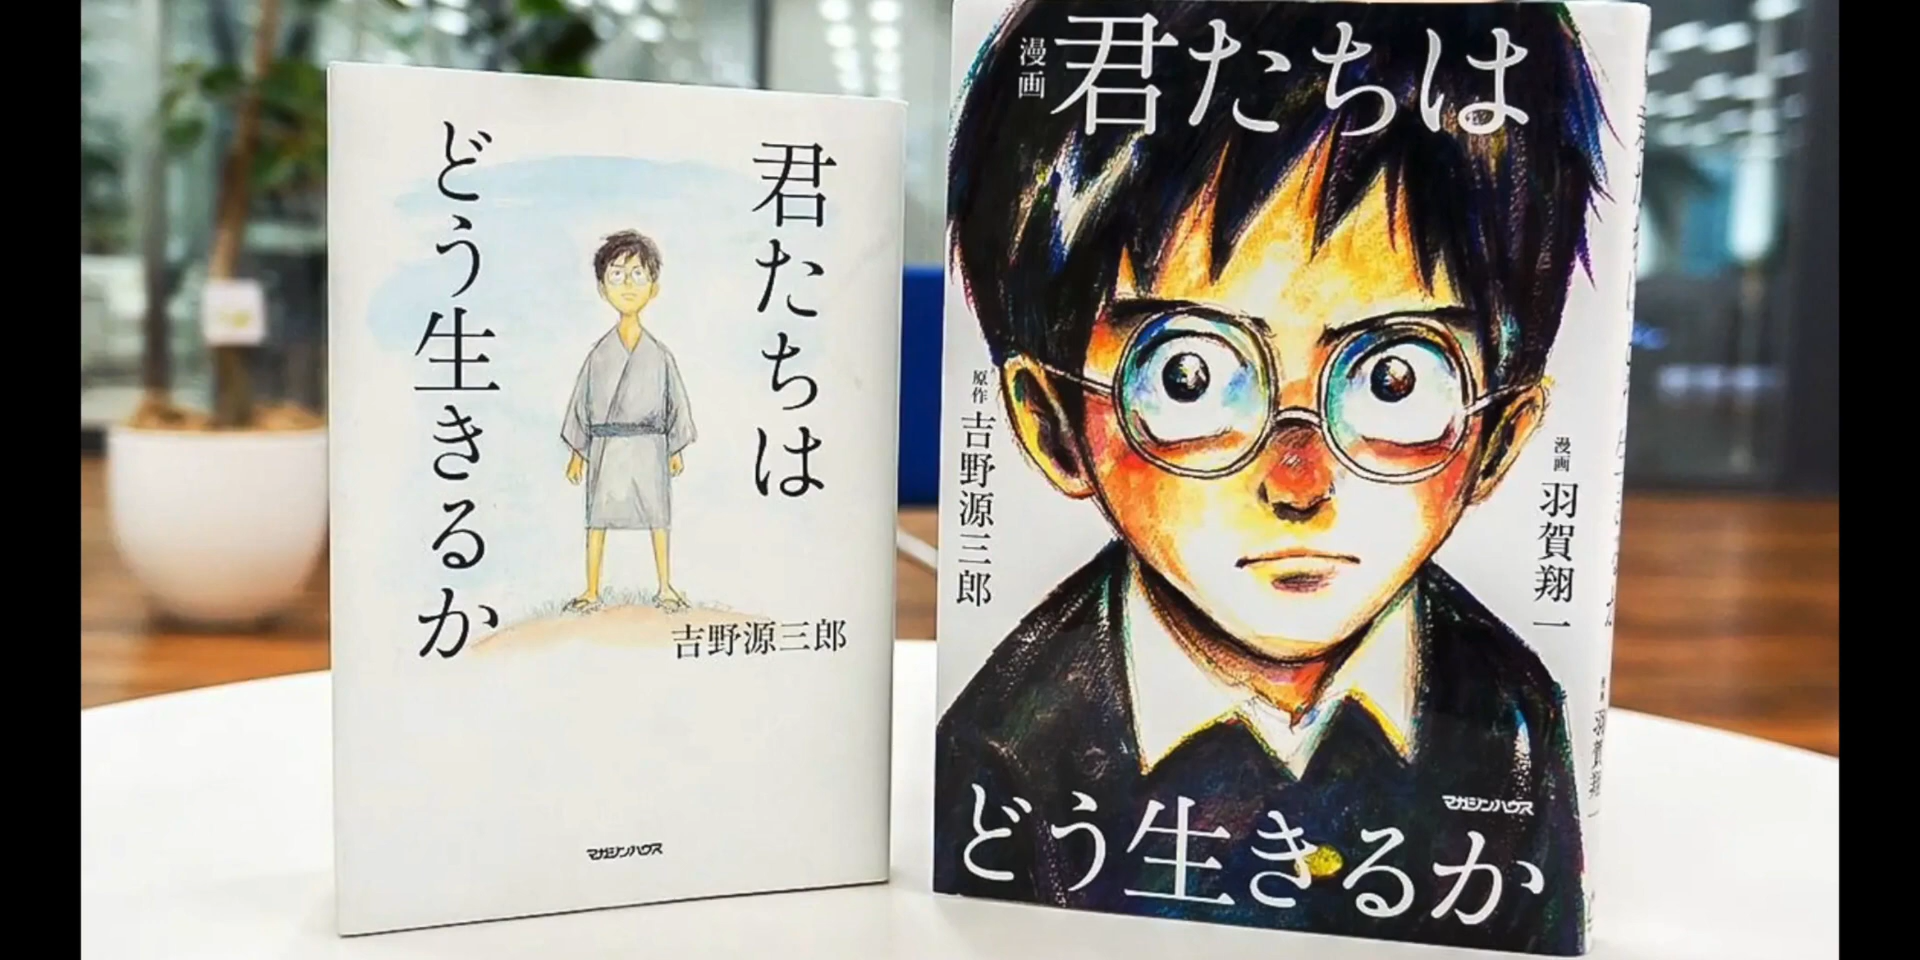 君たちは
どう生きるか
吉野源三郎
マガジンハウス
漫画
君たちは
原作 吉野源三郎
漫画 羽賀翔一
マガジンハウス
どう生きるか